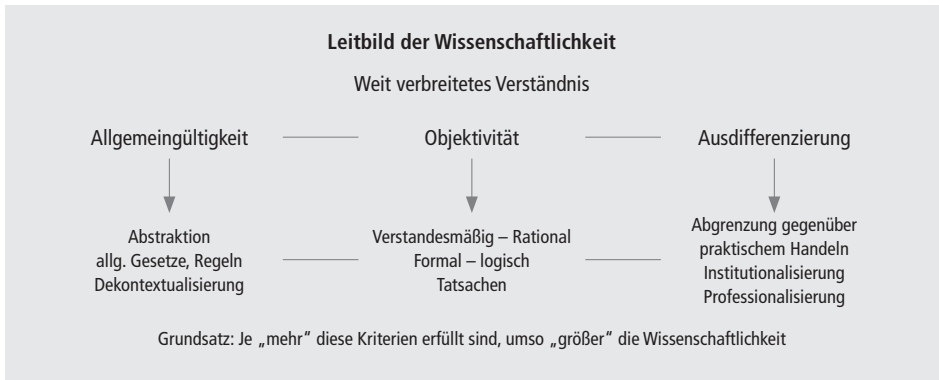 Leitbild der Wissenschaftlichkeit
Weit verbreitetes Verständnis
Allgemeingültigkeit
Objektivität
Ausdifferenzierung
Abstraktion
allg. Gesetze, Regeln
Dekontextualisierung
Verstandesmäßig – Rational
Formal – logisch
Tatsachen
Abgrenzung gegenüber
praktischem Handeln
Institutionalisierung
Professionalisierung
Grundsatz: Je „mehr“ diese Kriterien erfüllt sind, umso „größer“ die Wissenschaftlichkeit